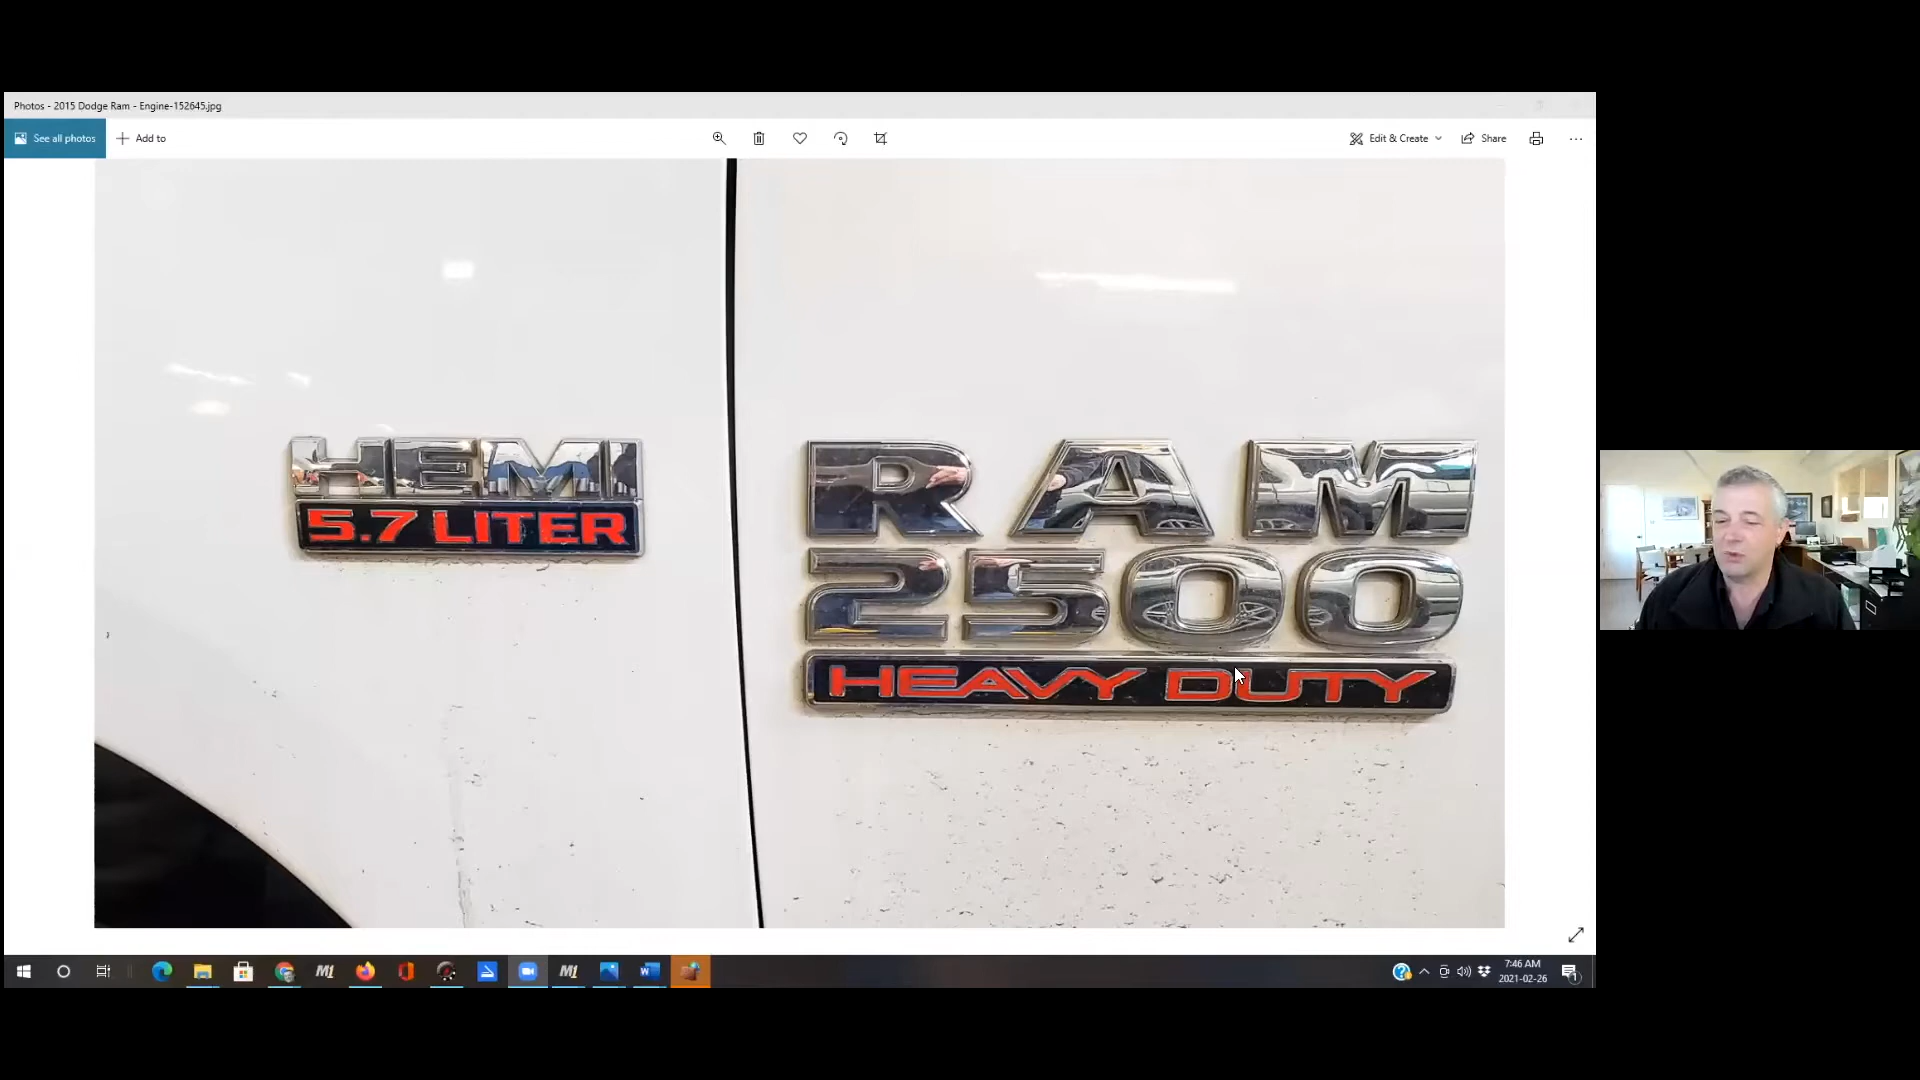 Photos - 2015 Dodge Ram - Engine-152645.jpg
See all photos
Add to
Edit & Create
Share
HEMI
5.7 LITER
RAM
2500
HEAVY DUTY
7:46 AM
2021-02-26